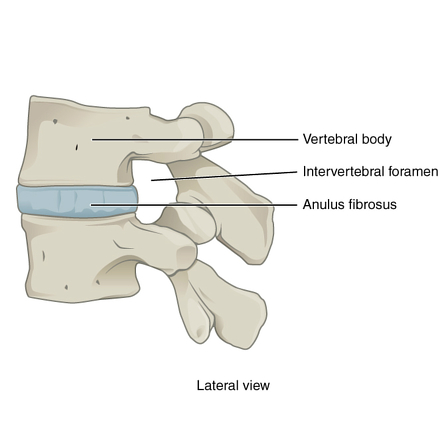 Vertebral body
Intervertebral foramen
Anulus fibrosus
Lateral view